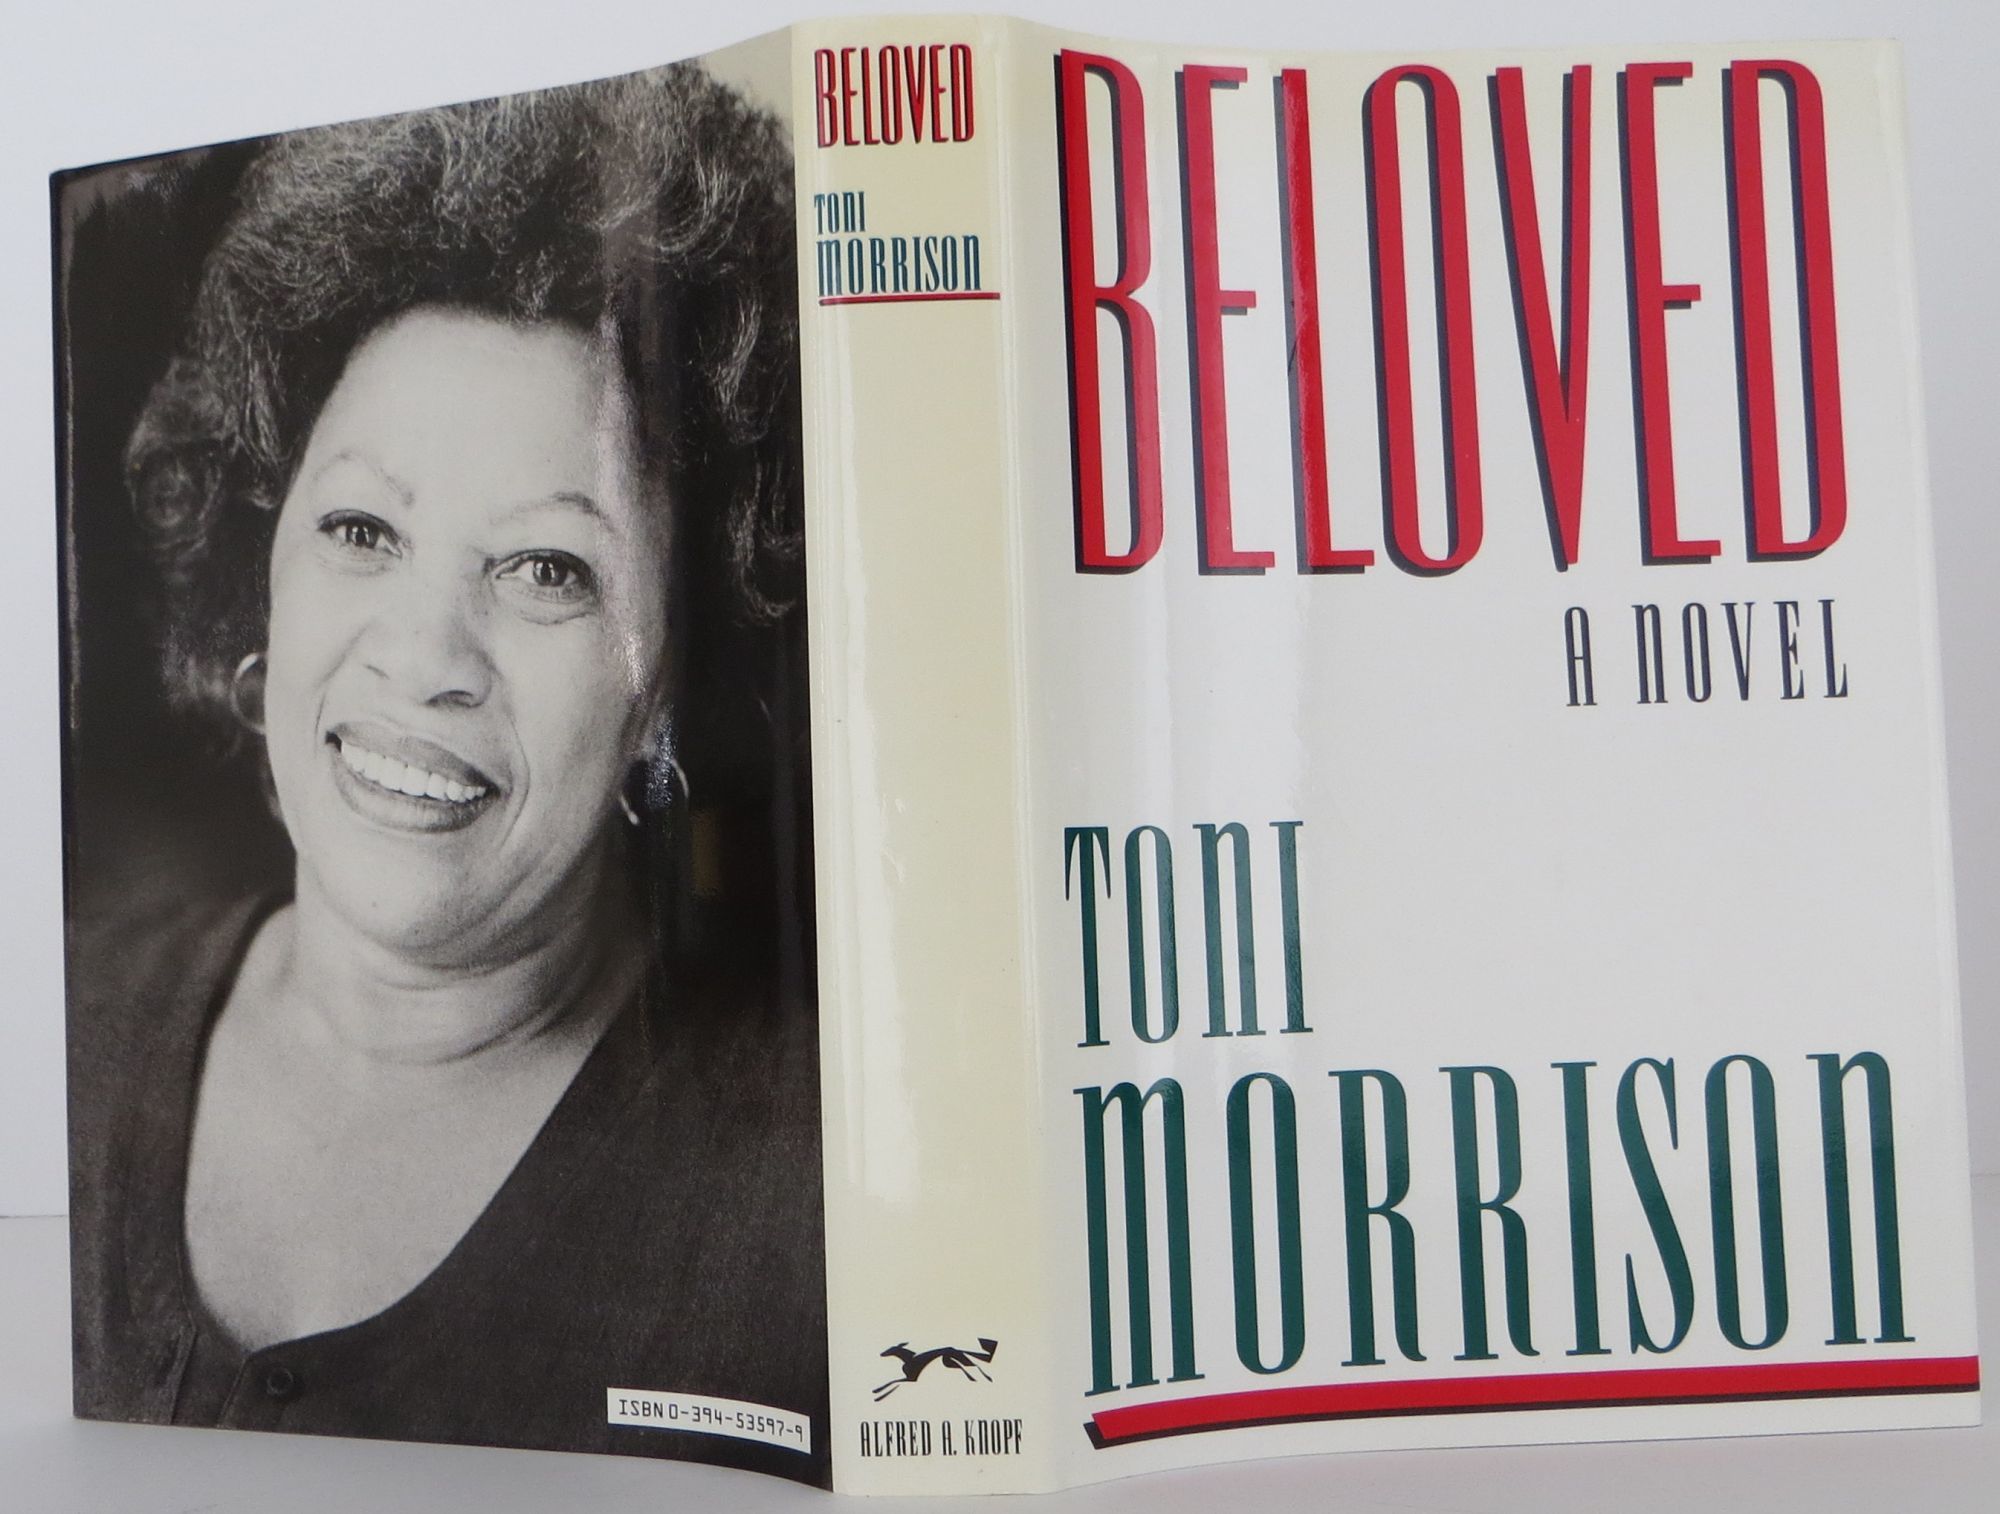 BELOVED
TONI
MORRISON
ALFRED A. KNOPF
ISBN 0-394-53597-9
BELOVED
A NOVEL
TONI
MORRISON